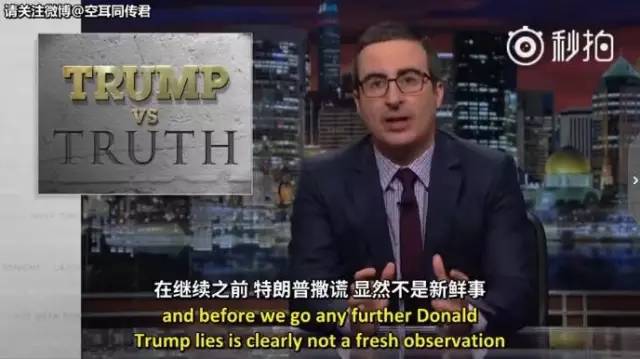 请关注微博@空耳同传君
秒拍
TRUMP
VS
TRUTH
在继续之前 特朗普撒谎 显然不是新鲜事
and before we go any further Donald
Trump lies is clearly not a fresh observation